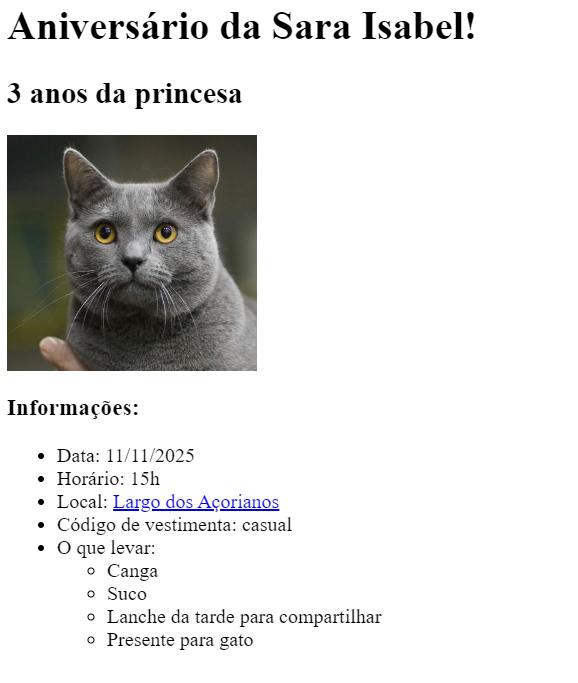 Aniversário da Sara Isabel!
3 anos da princesa
Informações:
Data: 11/11/2025
Horário: 15h
Local: Largo dos Açorianos
Código de vestimenta: casual
O que levar:
Canga
Suco
Lanche da tarde para compartilhar
Presente para gato